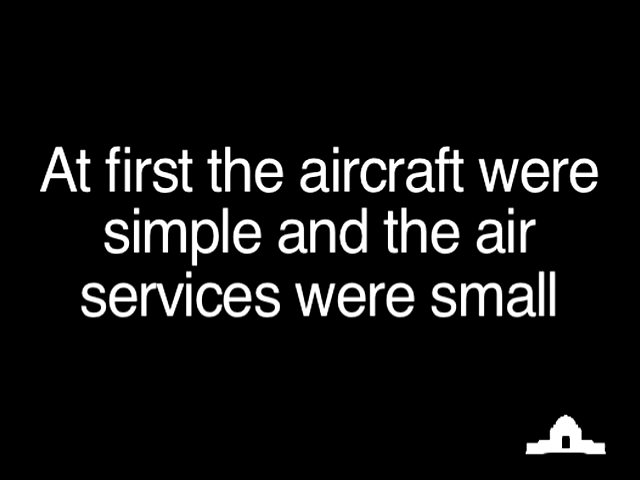 At first the aircraft were
simple and the air
services were small